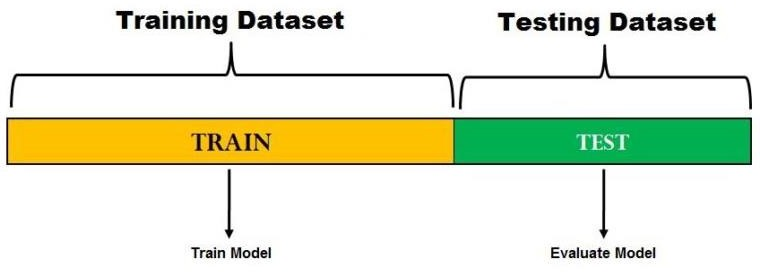 Training Dataset
Testing Dataset
TRAIN
TEST
Train Model
Evaluate Model